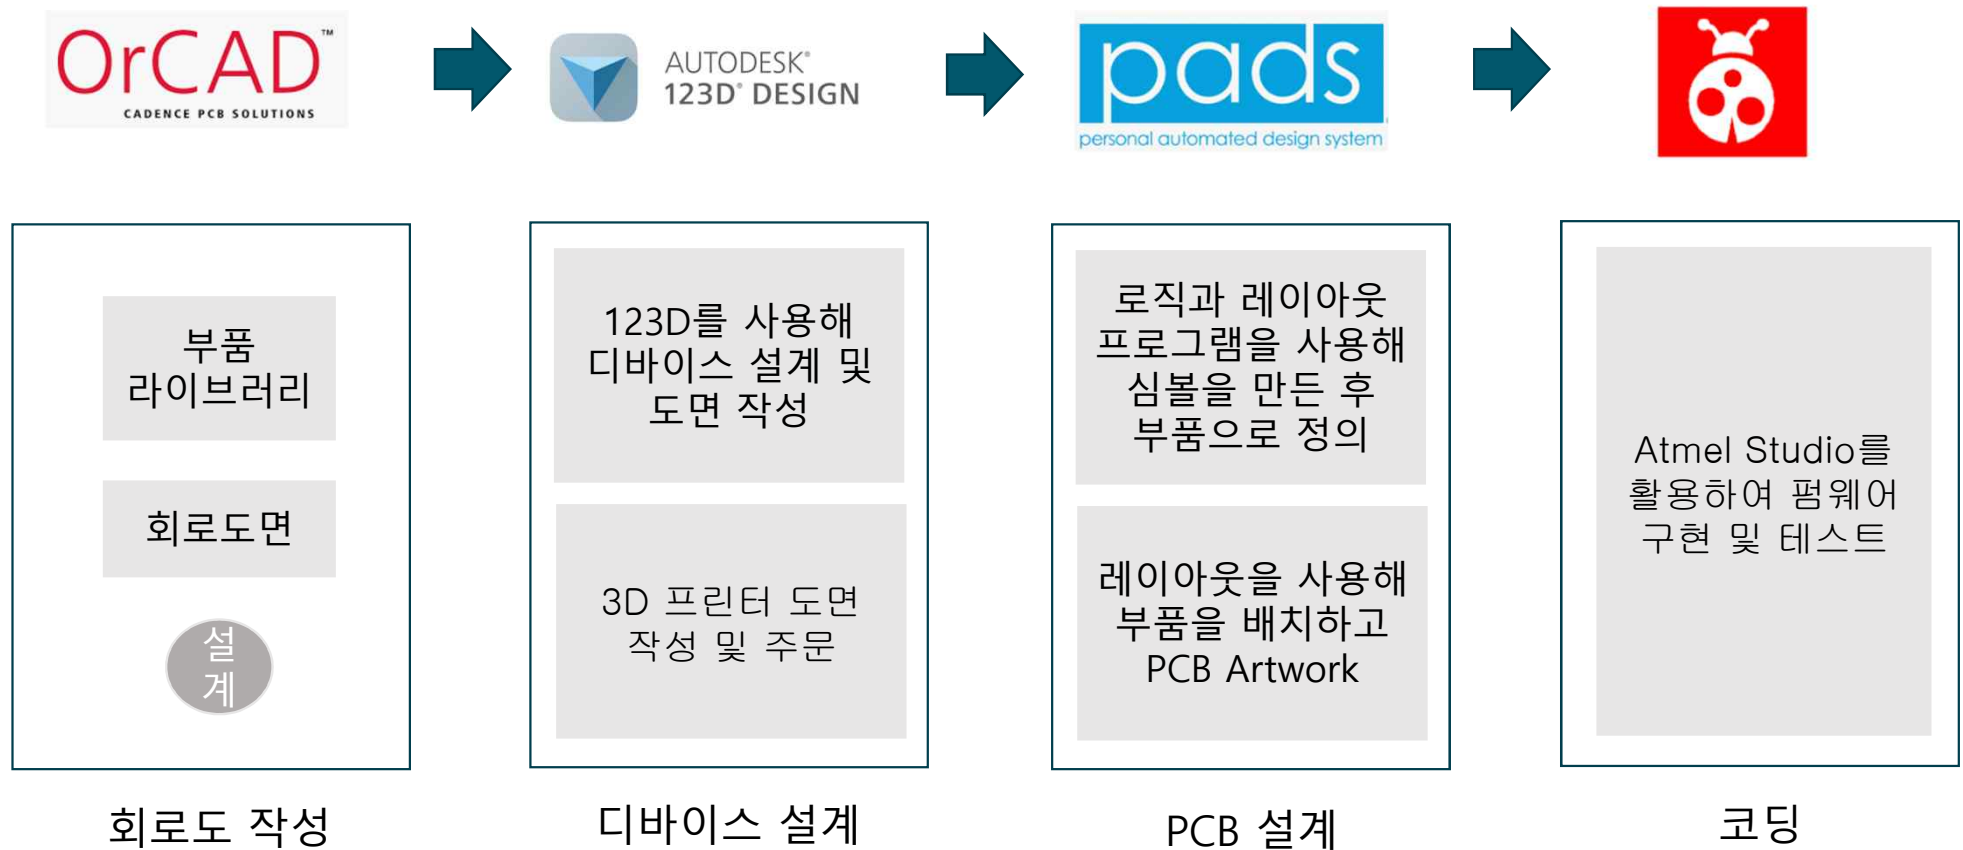 OrCAD™
CADENCE PCB SOLUTIONS
AUTODESK®
123D® DESIGN
pads
personal automated design system
부품
라이브러리
회로도면
설
계
회로도 작성
123D를 사용해
디바이스 설계 및
도면 작성
3D 프린터 도면
작성 및 주문
디바이스 설계
로직과 레이아웃
프로그램을 사용해
심볼을 만든 후
부품으로 정의
레이아웃을 사용해
부품을 배치하고
PCB Artwork
PCB 설계
Atmel Studio를
활용하여 펌웨어
구현 및 테스트
코딩